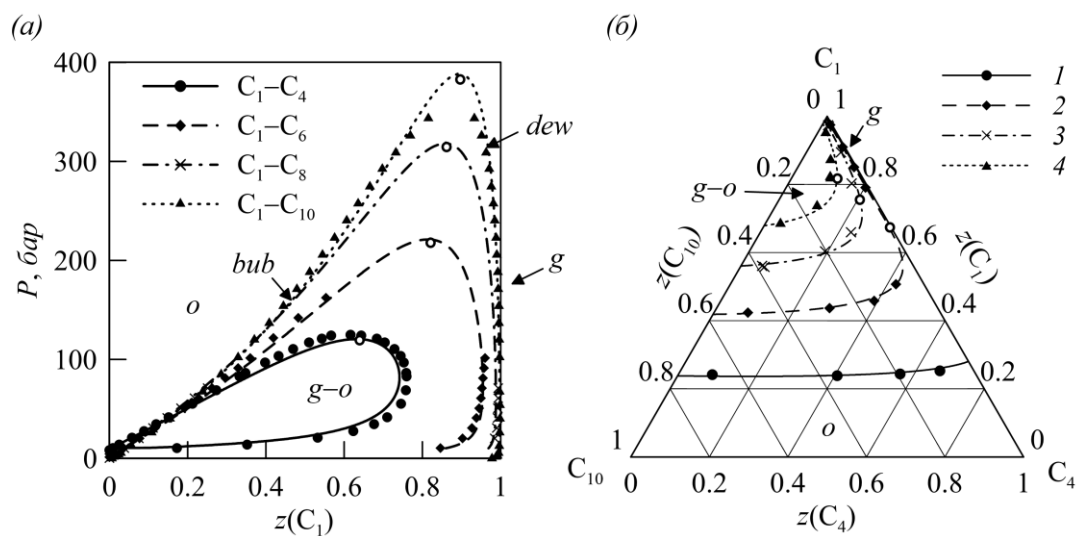 (а)
P, бар
400
300
200
100
0
C₁–C₄
C₁–C₆
C₁–C₈
C₁–C₁₀
dew
bub
g
o
g–o
0
0.2
0.4
0.6
0.8
1
z(C₁)
(б)
C₁
0
1
g
1
2
3
4
0.2
0.8
g–o
0.4
0.6
z(C₁₀)
z(C₁)
0.6
0.4
0.8
0.2
o
1
0
C₁₀
C₄
0
0.2
0.4
0.6
0.8
1
z(C₄)